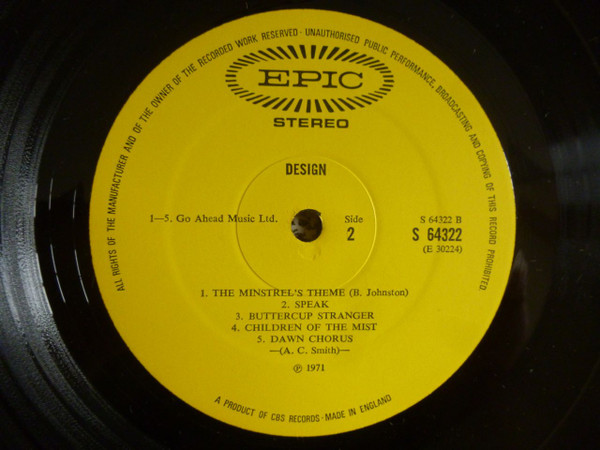 ALL RIGHTS OF THE MANUFACTURER AND OF THE OWNER OF THE RECORDED WORK RESERVED · UNAUTHORISED PUBLIC PERFORMANCE, BROADCASTING AND COPYING OF THIS RECORD PROHIBITED.
EPIC
STEREO
DESIGN
1—5. Go Ahead Music Ltd.
Side
2
S 64322 B
S 64322
(E 30224)
1. THE MINSTREL'S THEME (B. Johnston)
2. SPEAK
3. BUTTERCUP STRANGER
4. CHILDREN OF THE MIST
5. DAWN CHORUS
—(A. C. Smith)—
℗ 1971
A PRODUCT OF CBS RECORDS · MADE IN ENGLAND